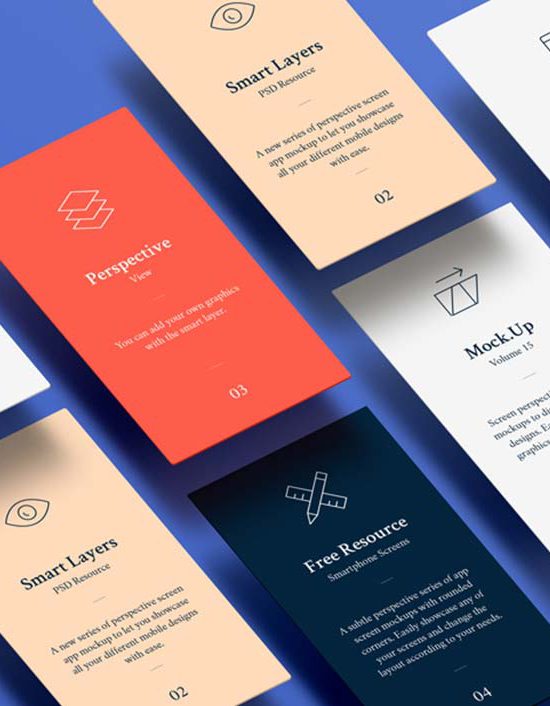 Smart Layers
PSD Resource
A new series of perspective screen
app mockup to let you showcase
all your different mobile designs
with ease.
02
Perspective
View
You can add your own graphics
with the smart layer.
03
Mock.Up
Volume 15
Screen
mockups to
designs.
Smart Layers
PSD Resource
A new series of perspective screen
app mockup to let you showcase
all your different mobile designs
with ease.
02
Free Resource
Smartphone Screens
A subtle perspective series of app
screen mockups with rounded
corners. Easily showcase any of
your screens and change the
layout according to your needs.
04